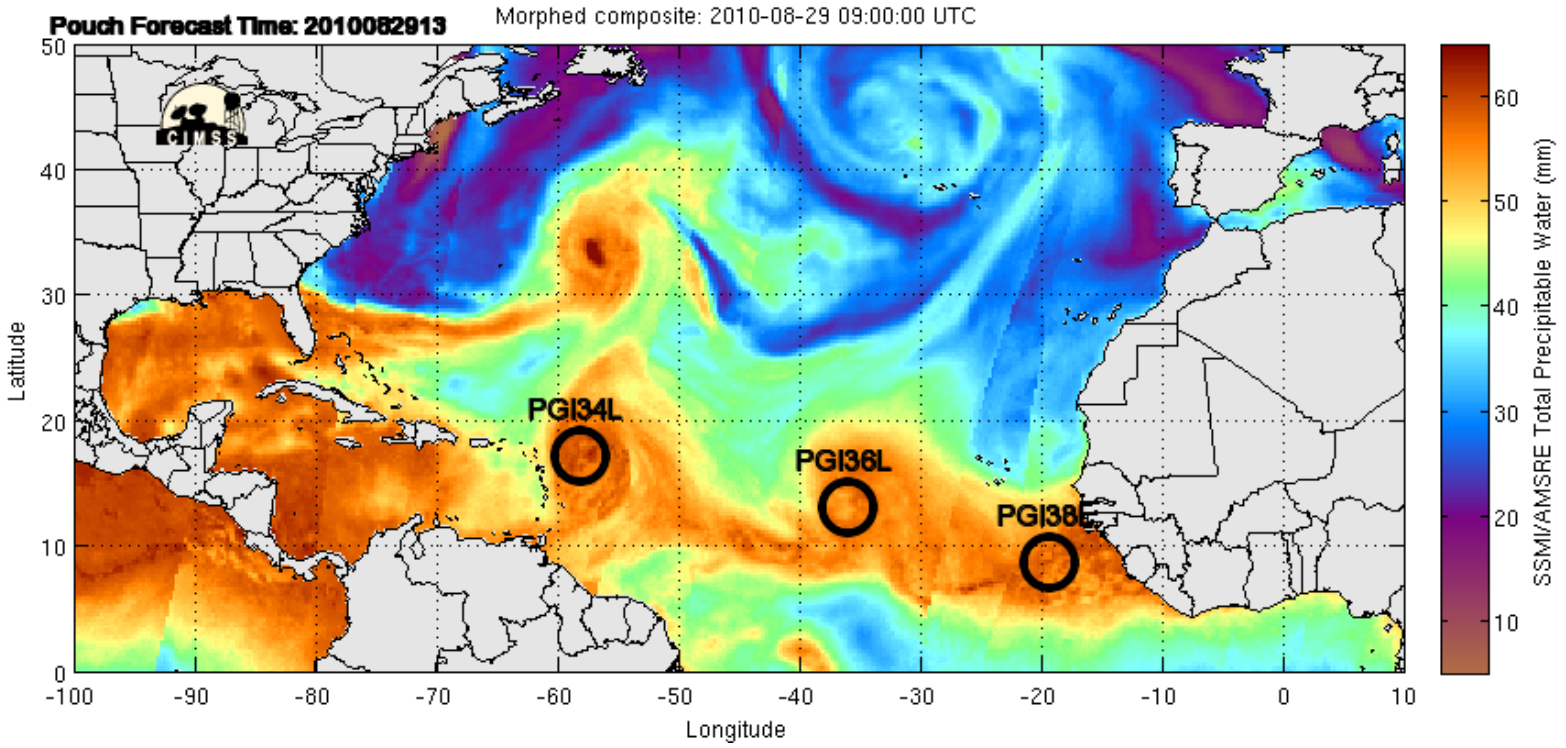 Morphed composite: 2010-08-29 09:00:00 UTC
Pouch Forecast Time: 2010082913
CIMSS
50
40
30
20
10
0
Latitude
PGI34L
PGI36L
PGI38L
-100 -90 -80 -70 -60 -50 -40 -30 -20 -10 0 10
Longitude
60
50
40
30
20
10
SSMI/AMSRE Total Precipitable Water (mm)